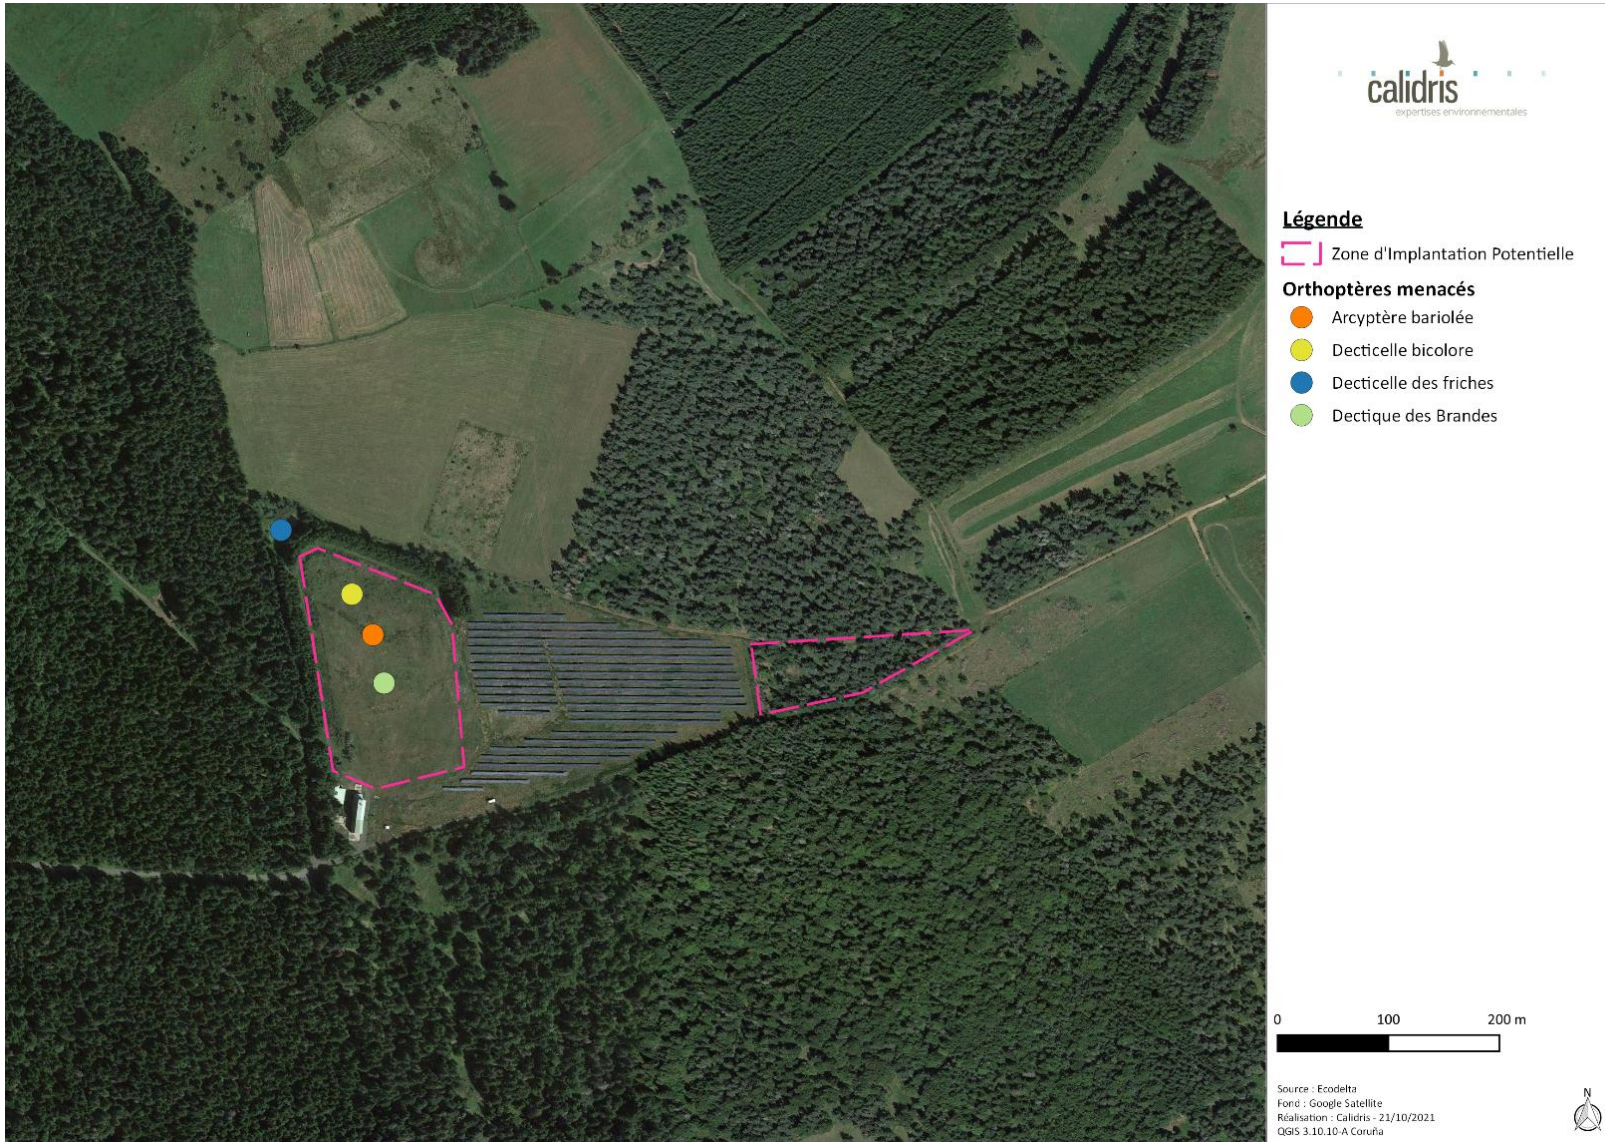 calidris
expertises environnementales
Légende
Zone d'Implantation Potentielle
Orthoptères menacés
Arcyptère bariolée
Decticelle bicolore
Decticelle des friches
Dectique des Brandes
0 100 200 m
Source : Ecodelta
Fond : Google Satellite
Réalisation : Calidris - 21/10/2021
QGIS 3.10.10-A Coruña
N